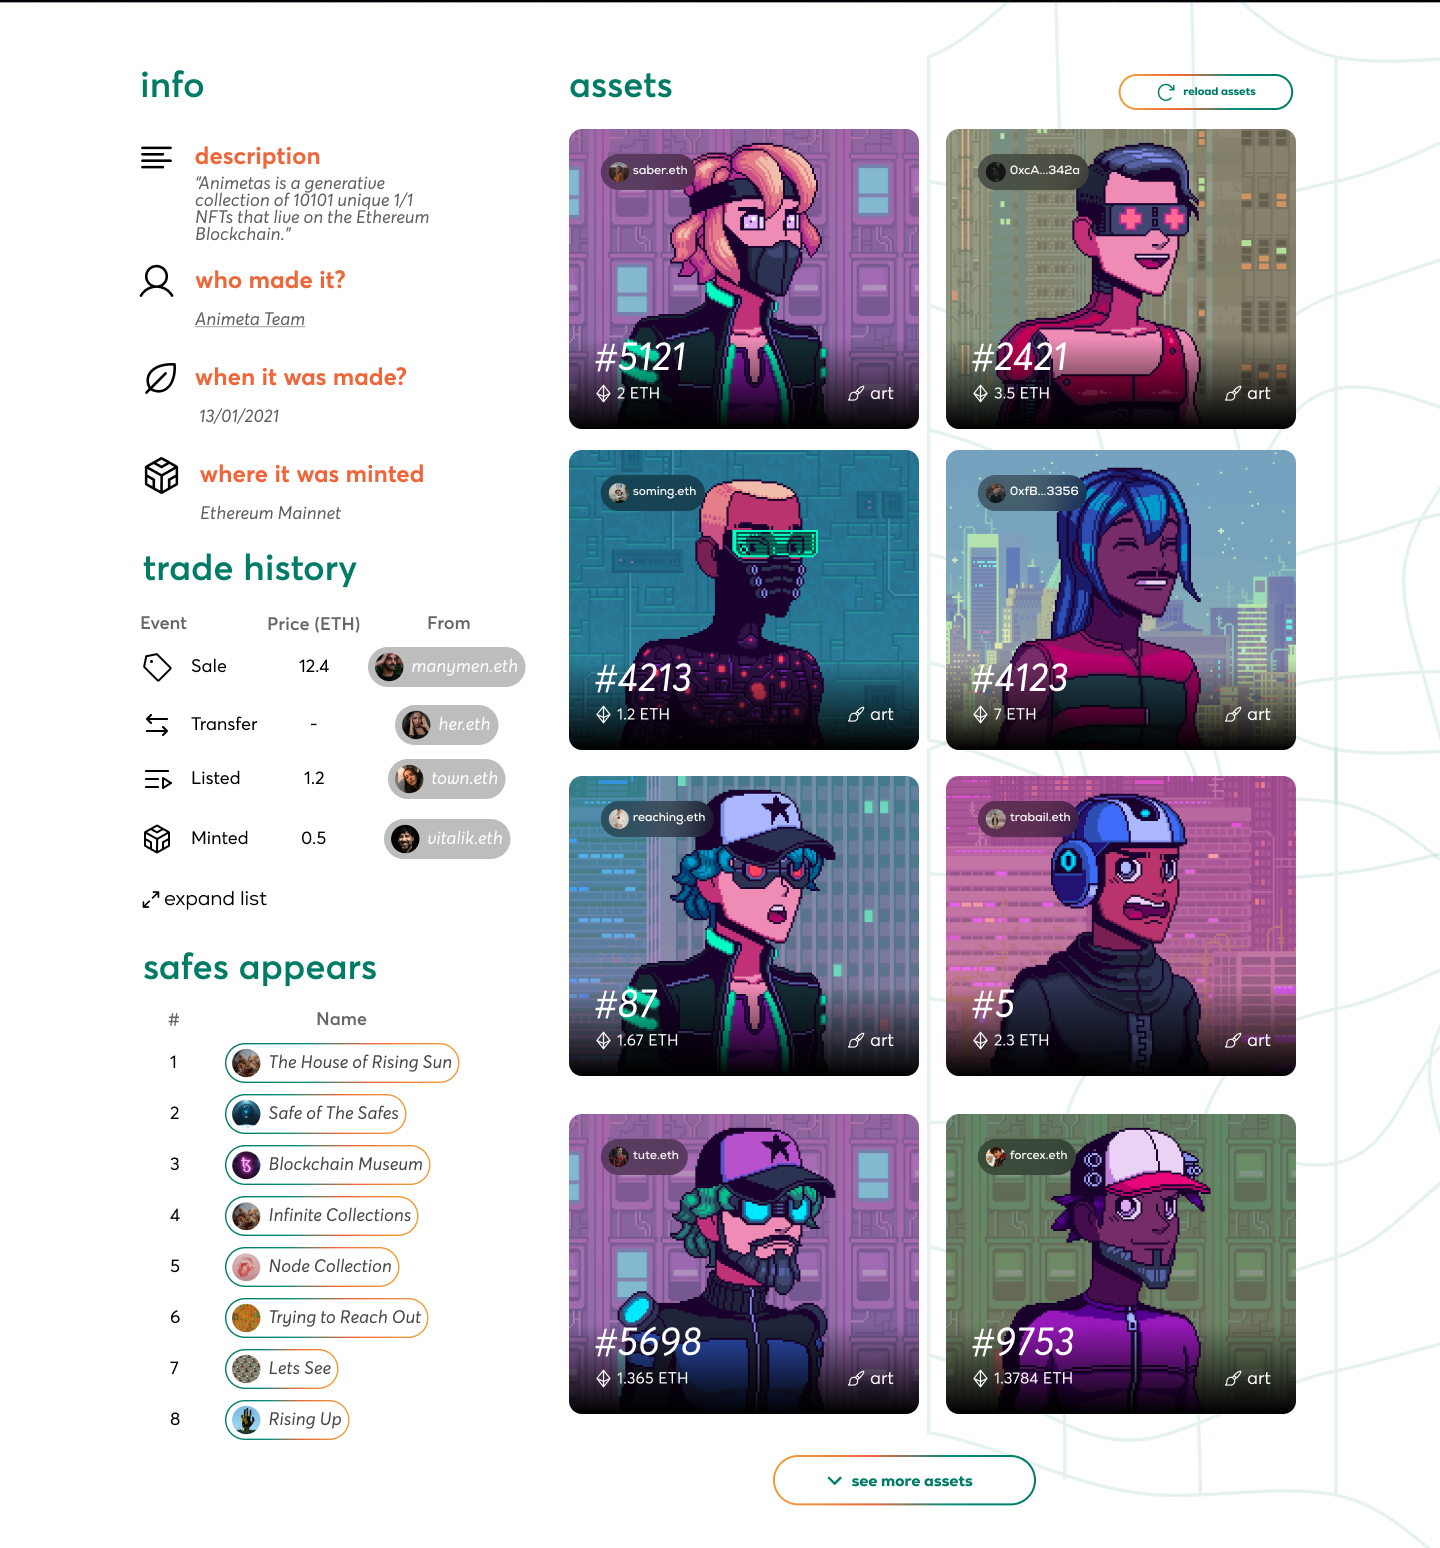 info
description
"Animetas is a generative
collection of 10101 unique 1/1
NFTs that live on the Ethereum
Blockchain."
who made it?
Animeta Team
when it was made?
13/01/2021
where it was minted
Ethereum Mainnet
trade history
Event Price (ETH) From
Sale 12.4 manymen.eth
Transfer - her.eth
Listed 1.2 town.eth
Minted 0.5 vitalik.eth
expand list
safes appears
# Name
1 The House of Rising Sun
2 Safe of The Safes
3 Blockchain Museum
4 Infinite Collections
5 Node Collection
6 Trying to Reach Out
7 Lets See
8 Rising Up
assets
reload assets
saber.eth
#5121
2 ETH art
0xcA...342a
#2421
3.5 ETH art
soming.eth
#4213
1.2 ETH art
0xfB...3356
#4123
7 ETH art
reaching.eth
#87
1.67 ETH art
trabail.eth
#5
2.3 ETH art
tute.eth
#5698
1.365 ETH art
forcex.eth
#9753
1.3784 ETH art
see more assets